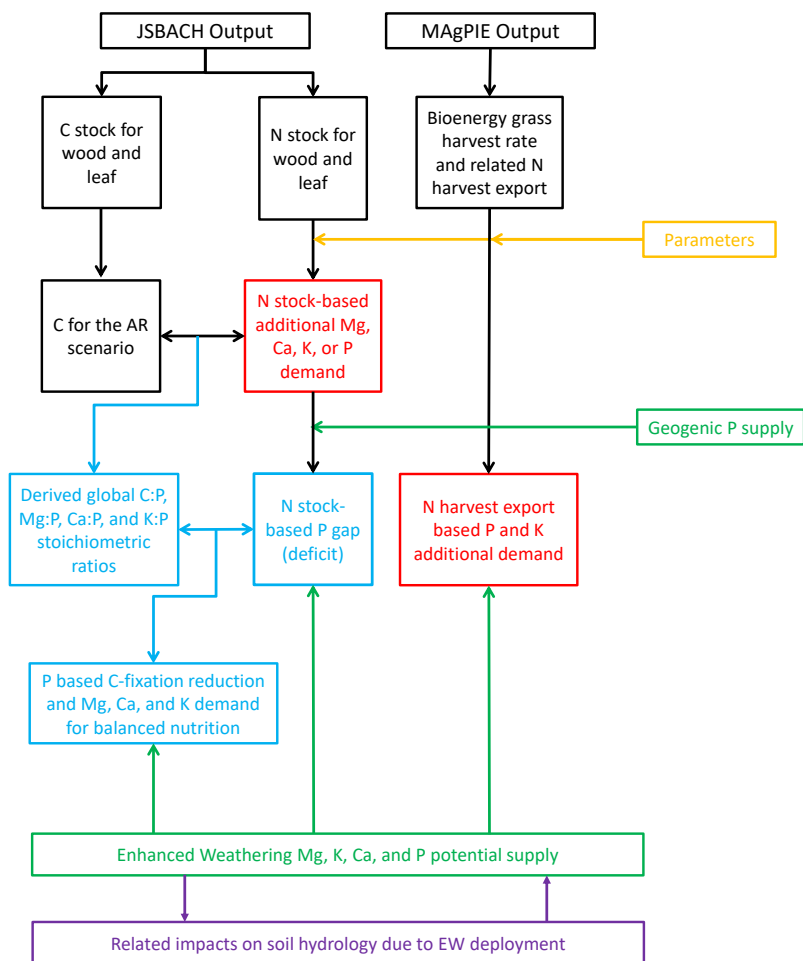 JSBACH Output
MAgPIE Output
C stock for
wood and
leaf
N stock for
wood and
leaf
Bioenergy grass
harvest rate
and related N
harvest export
Parameters
C for the AR
scenario
N stock-based
additional Mg,
Ca, K, or P
demand
Geogenic P supply
Derived global C:P,
Mg:P, Ca:P, and K:P
stoichiometric
ratios
N stock-
based P gap
(deficit)
N harvest export
based P and K
additional demand
P based C-fixation reduction
and Mg, Ca, and K demand
for balanced nutrition
Enhanced Weathering Mg, K, Ca, and P potential supply
Related impacts on soil hydrology due to EW deployment